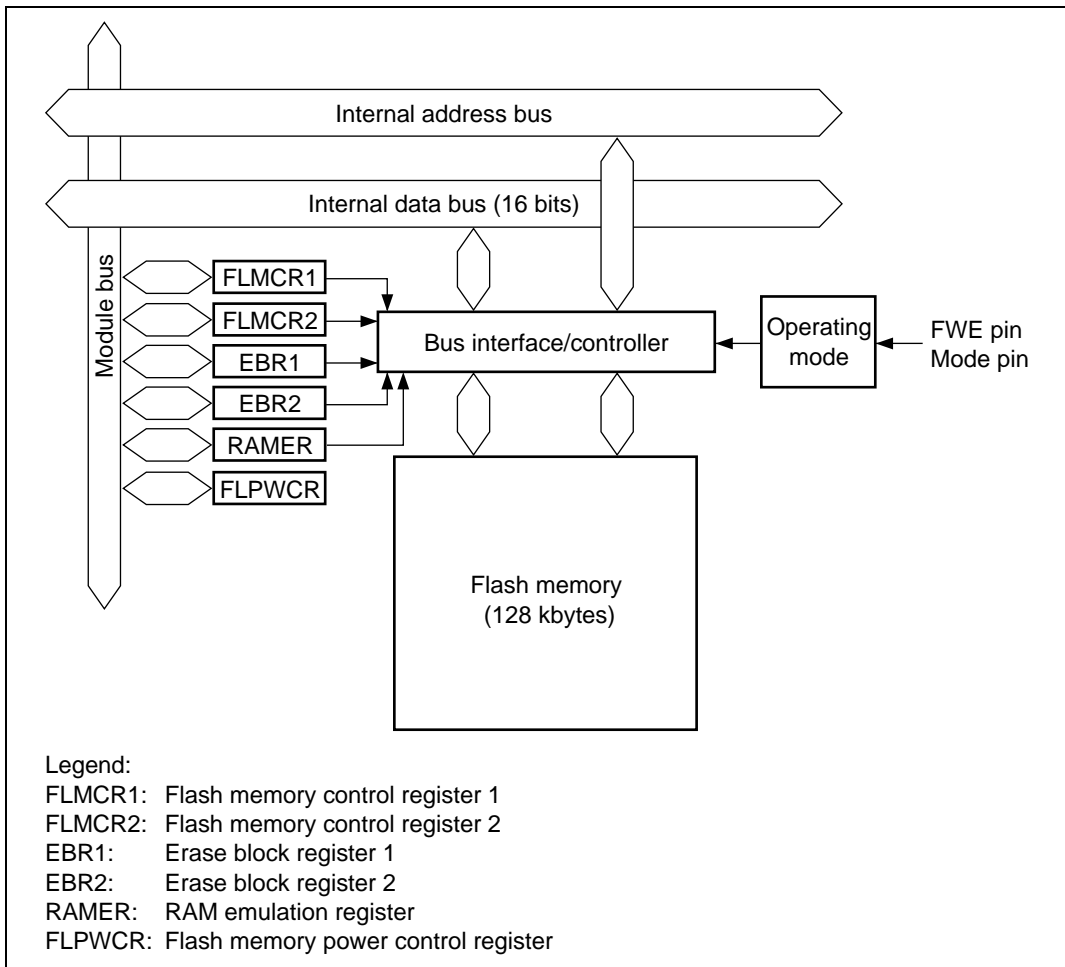 Internal address bus
Internal data bus (16 bits)
Module bus
FLMCR1
FLMCR2
EBR1
EBR2
RAMER
FLPWCR
Bus interface/controller
Operating
mode
FWE pin
Mode pin
Flash memory
(128 kbytes)
Legend:
FLMCR1: Flash memory control register 1
FLMCR2: Flash memory control register 2
EBR1: Erase block register 1
EBR2: Erase block register 2
RAMER: RAM emulation register
FLPWCR: Flash memory power control register